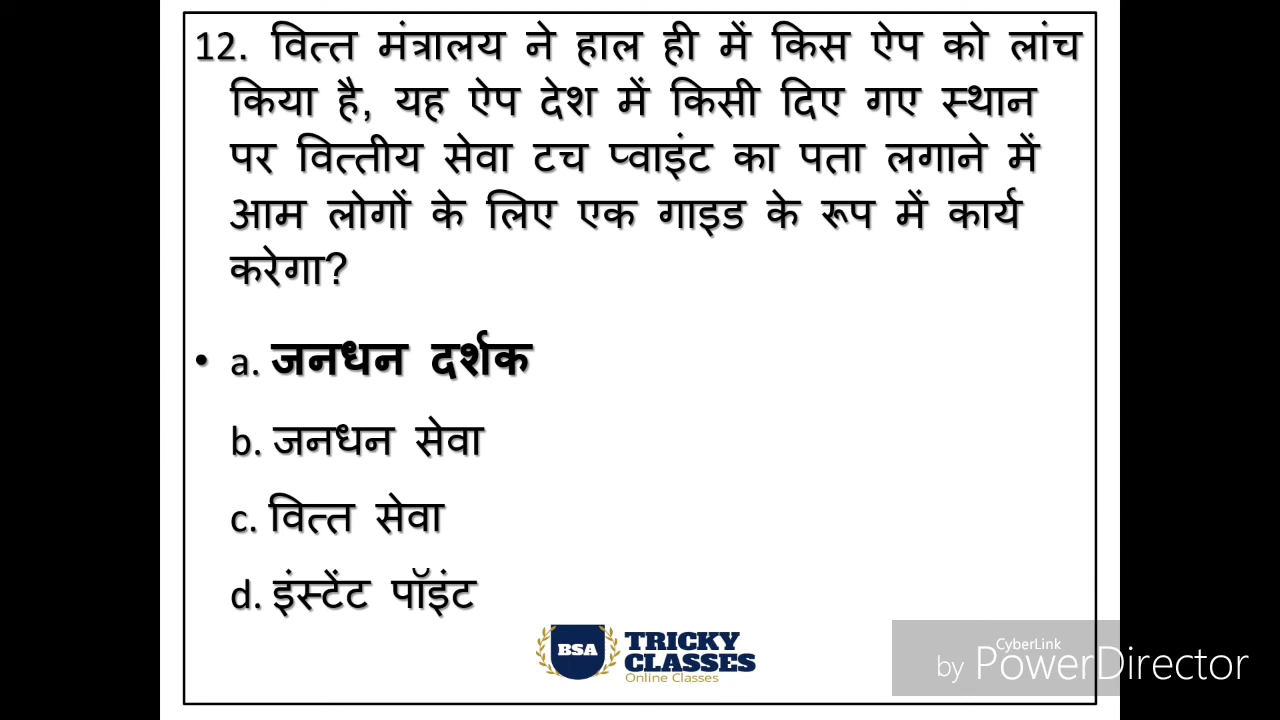 12. वित्त मंत्रालय ने हाल ही में किस ऐप को लांच
किया है, यह ऐप देश में किसी दिए गए स्थान
पर वित्तीय सेवा टच प्वाइंट का पता लगाने में
आम लोगों के लिए एक गाइड के रूप में कार्य
करेगा?
• a. जनधन दर्शक
b. जनधन सेवा
c. वित्त सेवा
d. इंस्टेंट पॉइंट
BSA TRICKY
CLASSES
Online Classes
CyberLink
by PowerDirector